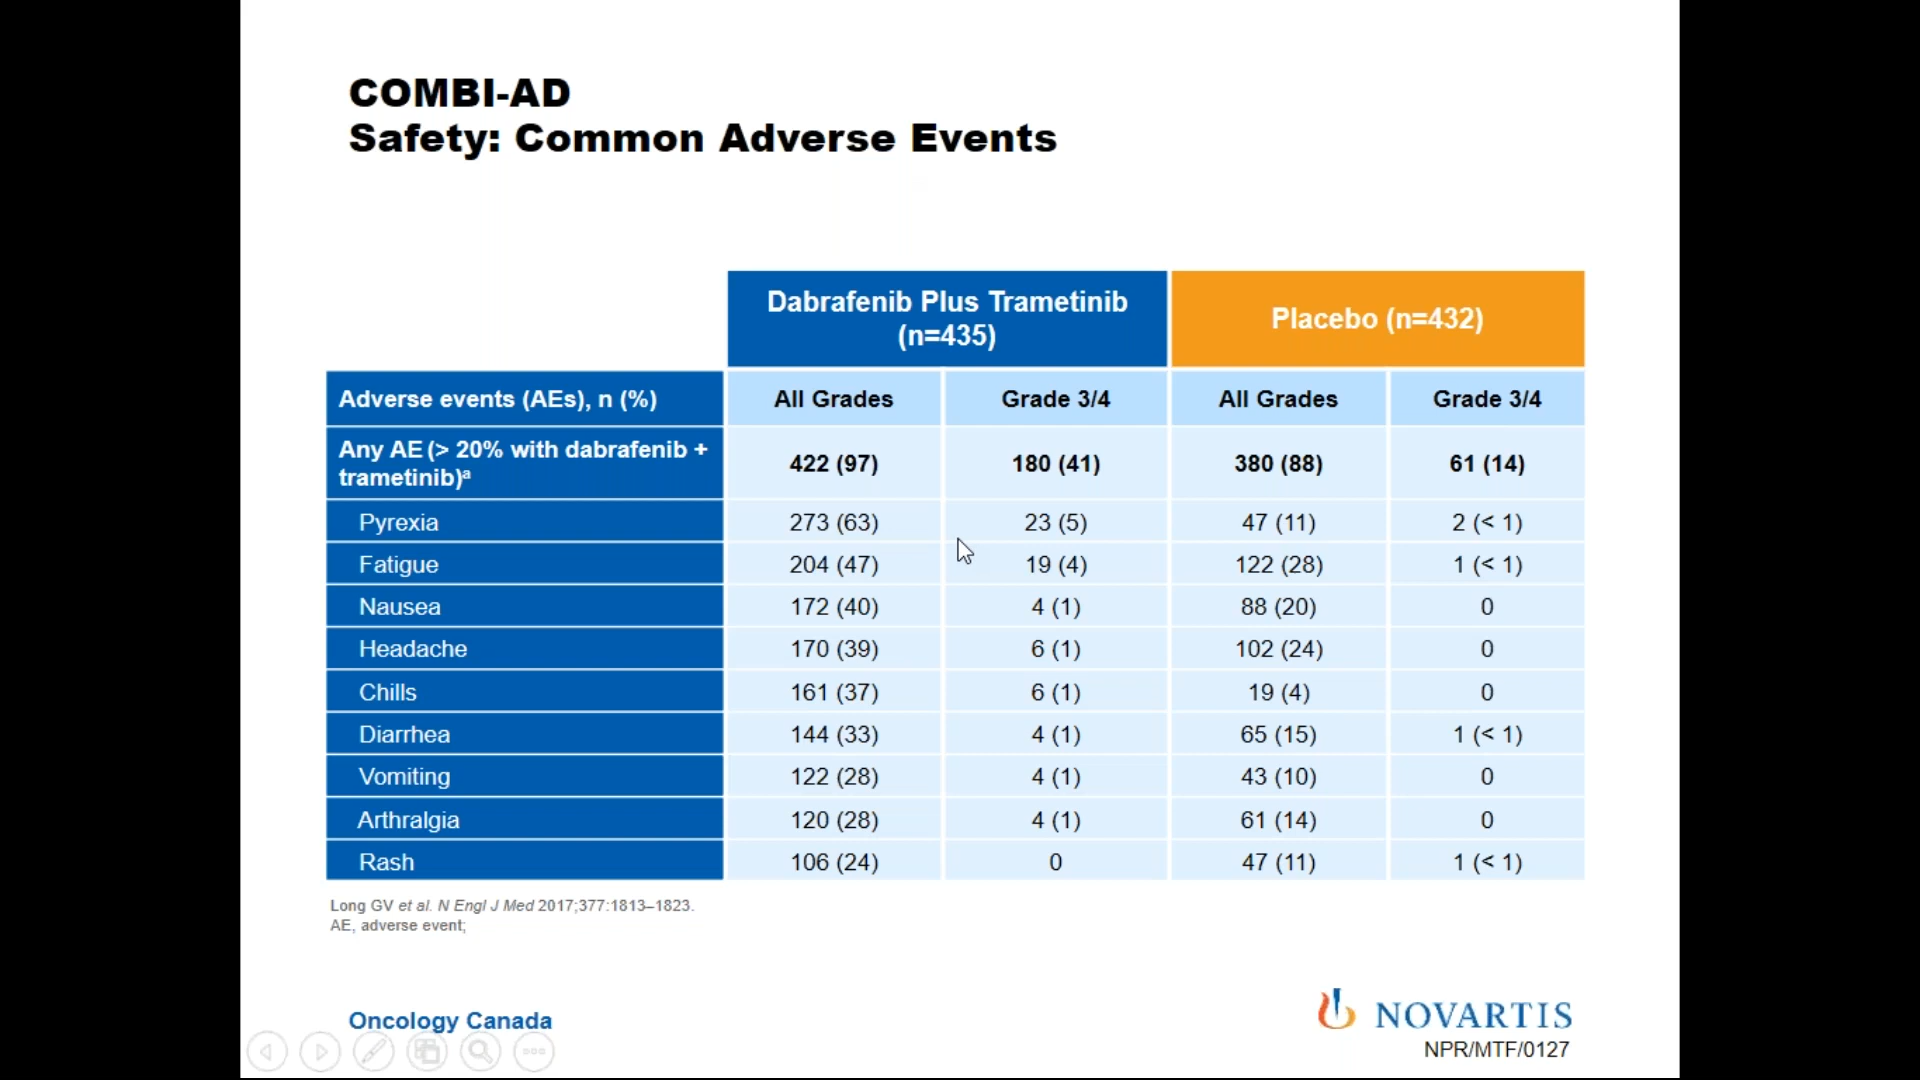 COMBI-AD
Safety: Common Adverse Events
Dabrafenib Plus Trametinib
(n=435)
Placebo (n=432)
Adverse events (AEs), n (%) All Grades Grade 3/4 All Grades Grade 3/4
Any AE (> 20% with dabrafenib +
trametinib)ᵃ 422 (97) 180 (41) 380 (88) 61 (14)
Pyrexia 273 (63) 23 (5) 47 (11) 2 (< 1)
Fatigue 204 (47) 19 (4) 122 (28) 1 (< 1)
Nausea 172 (40) 4 (1) 88 (20) 0
Headache 170 (39) 6 (1) 102 (24) 0
Chills 161 (37) 6 (1) 19 (4) 0
Diarrhea 144 (33) 4 (1) 65 (15) 1 (< 1)
Vomiting 122 (28) 4 (1) 43 (10) 0
Arthralgia 120 (28) 4 (1) 61 (14) 0
Rash 106 (24) 0 47 (11) 1 (< 1)
Long GV et al. N Engl J Med 2017;377:1813–1823.
AE, adverse event;
Oncology Canada
NOVARTIS
NPR/MTF/0127